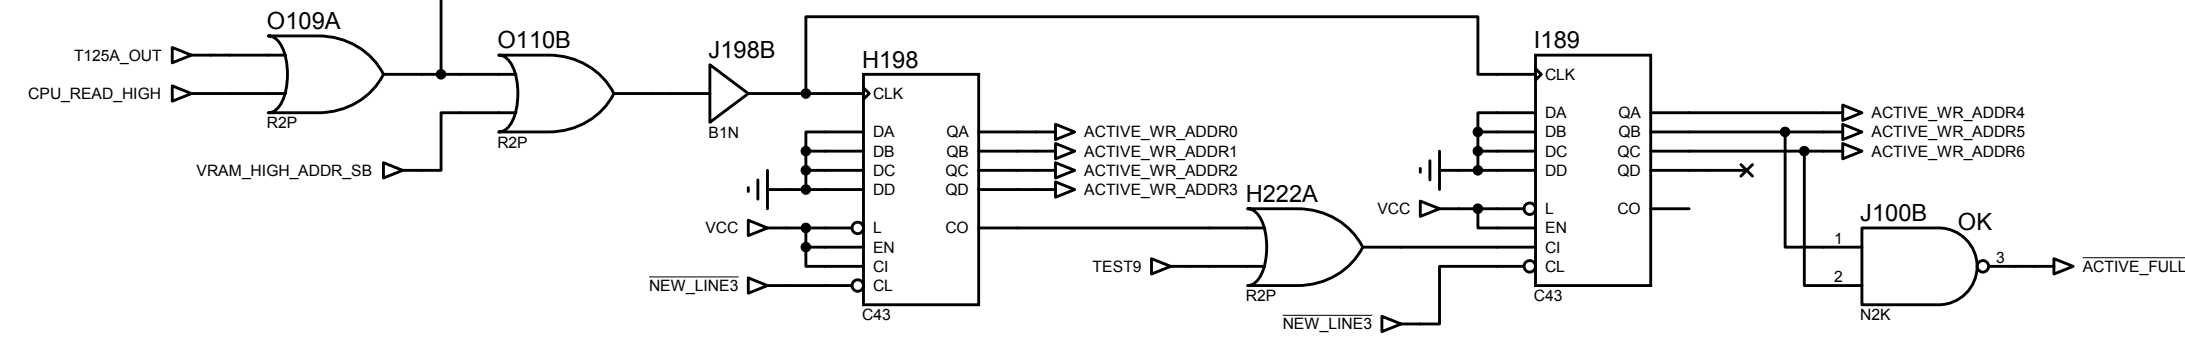 O109A
T125A_OUT
CPU_READ_HIGH
R2P
O110B
R2P
VRAM_HIGH_ADDR_SB
J198B
B1N
H198
CLK
DA QA ACTIVE_WR_ADDR0
DB QB ACTIVE_WR_ADDR1
DC QC ACTIVE_WR_ADDR2
DD QD ACTIVE_WR_ADDR3
VCC L CO
EN
CI
NEW_LINE3 CL
C43
H222A
TEST9
R2P
I189
CLK
DA QA ACTIVE_WR_ADDR4
DB QB ACTIVE_WR_ADDR5
DC QC ACTIVE_WR_ADDR6
DD QD
VCC L CO
EN
CI
CL
NEW_LINE3
C43
J100B OK
1
2
3
ACTIVE_FULL
N2K